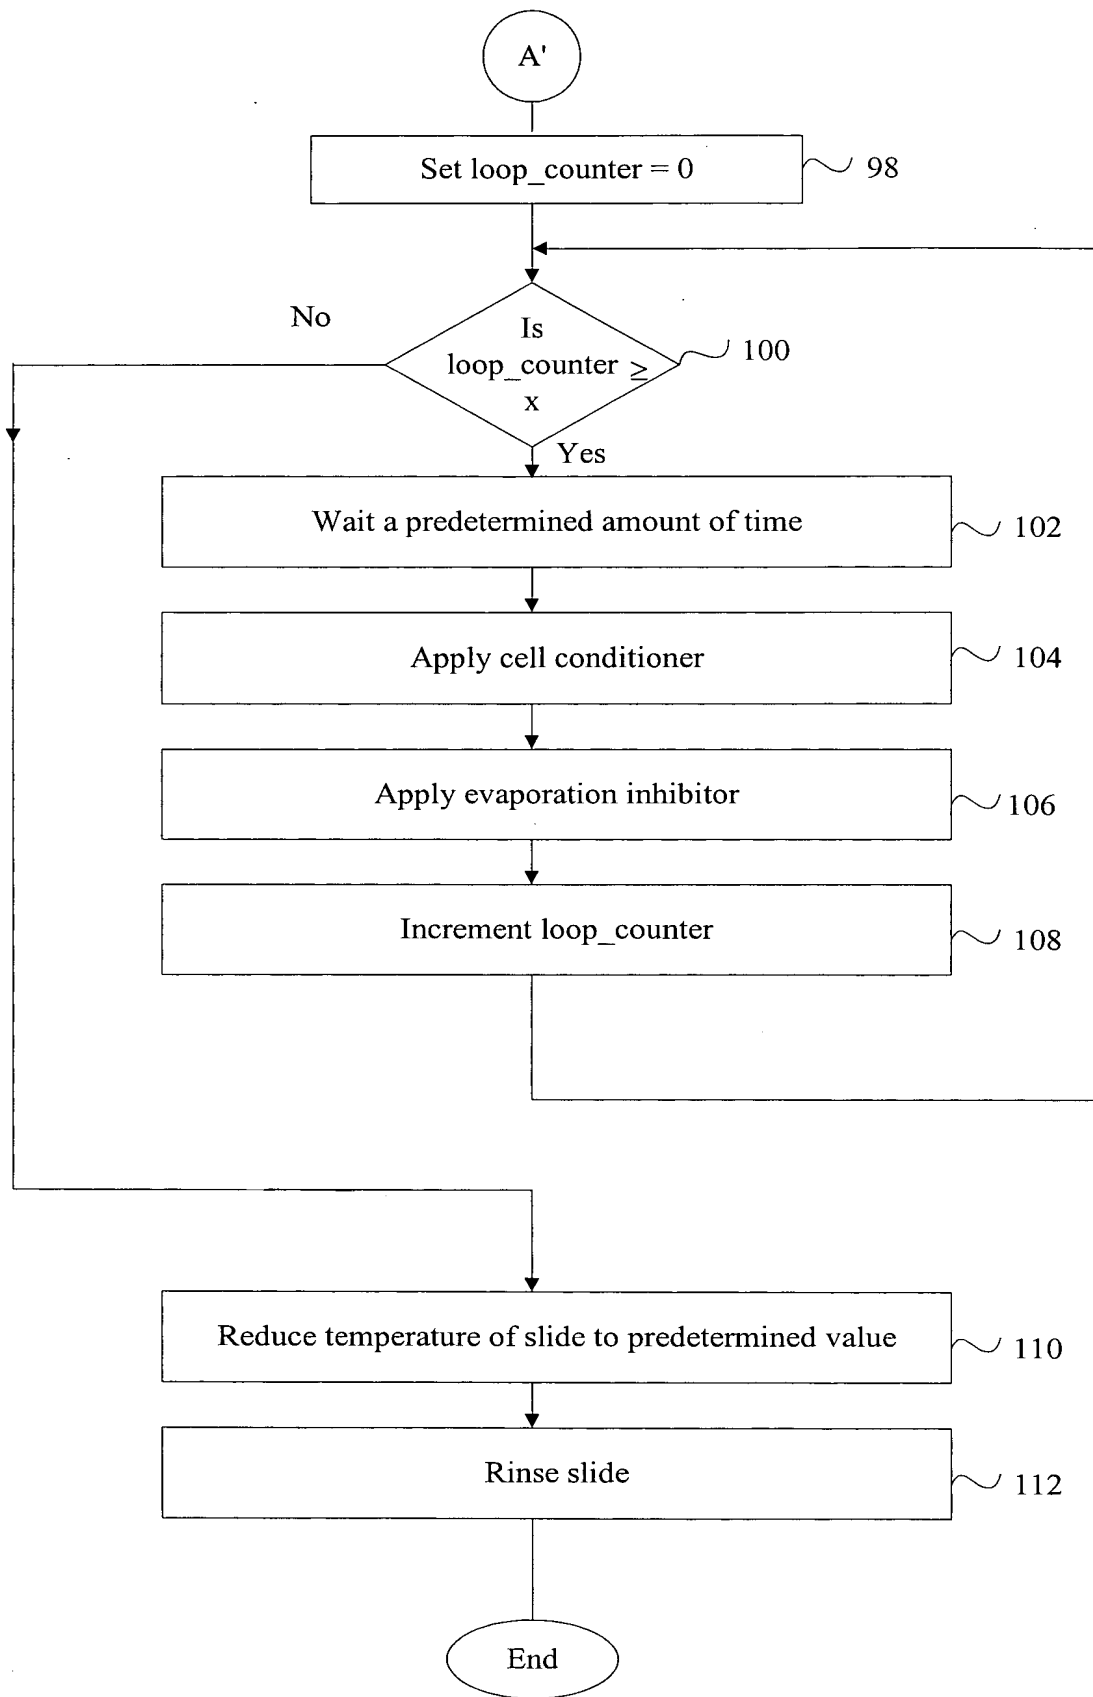 A'
Set loop_counter = 0
98
No
Is
loop_counter ≥
x
100
Yes
Wait a predetermined amount of time
102
Apply cell conditioner
104
Apply evaporation inhibitor
106
Increment loop_counter
108
Reduce temperature of slide to predetermined value
110
Rinse slide
112
End